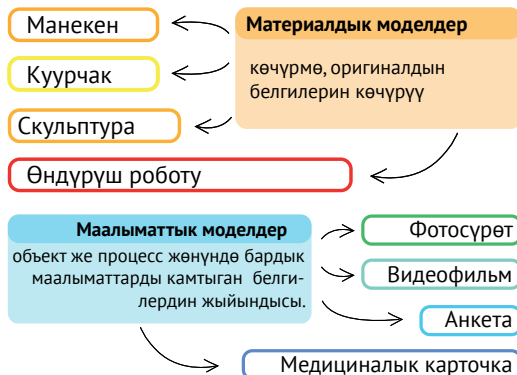 Манекен
Куурчак
Скульптура
Өндүрүш роботу
Материалдык моделдер
көчүрмө, оригиналдын
белгилерин көчүрүү
Маалыматтык моделдер
объект же процесс жөнүндө бардык
маалыматтарды камтыган белги-
лердин жыйындысы.
Фотосүрөт
Видеофильм
Анкета
Медициналык карточка